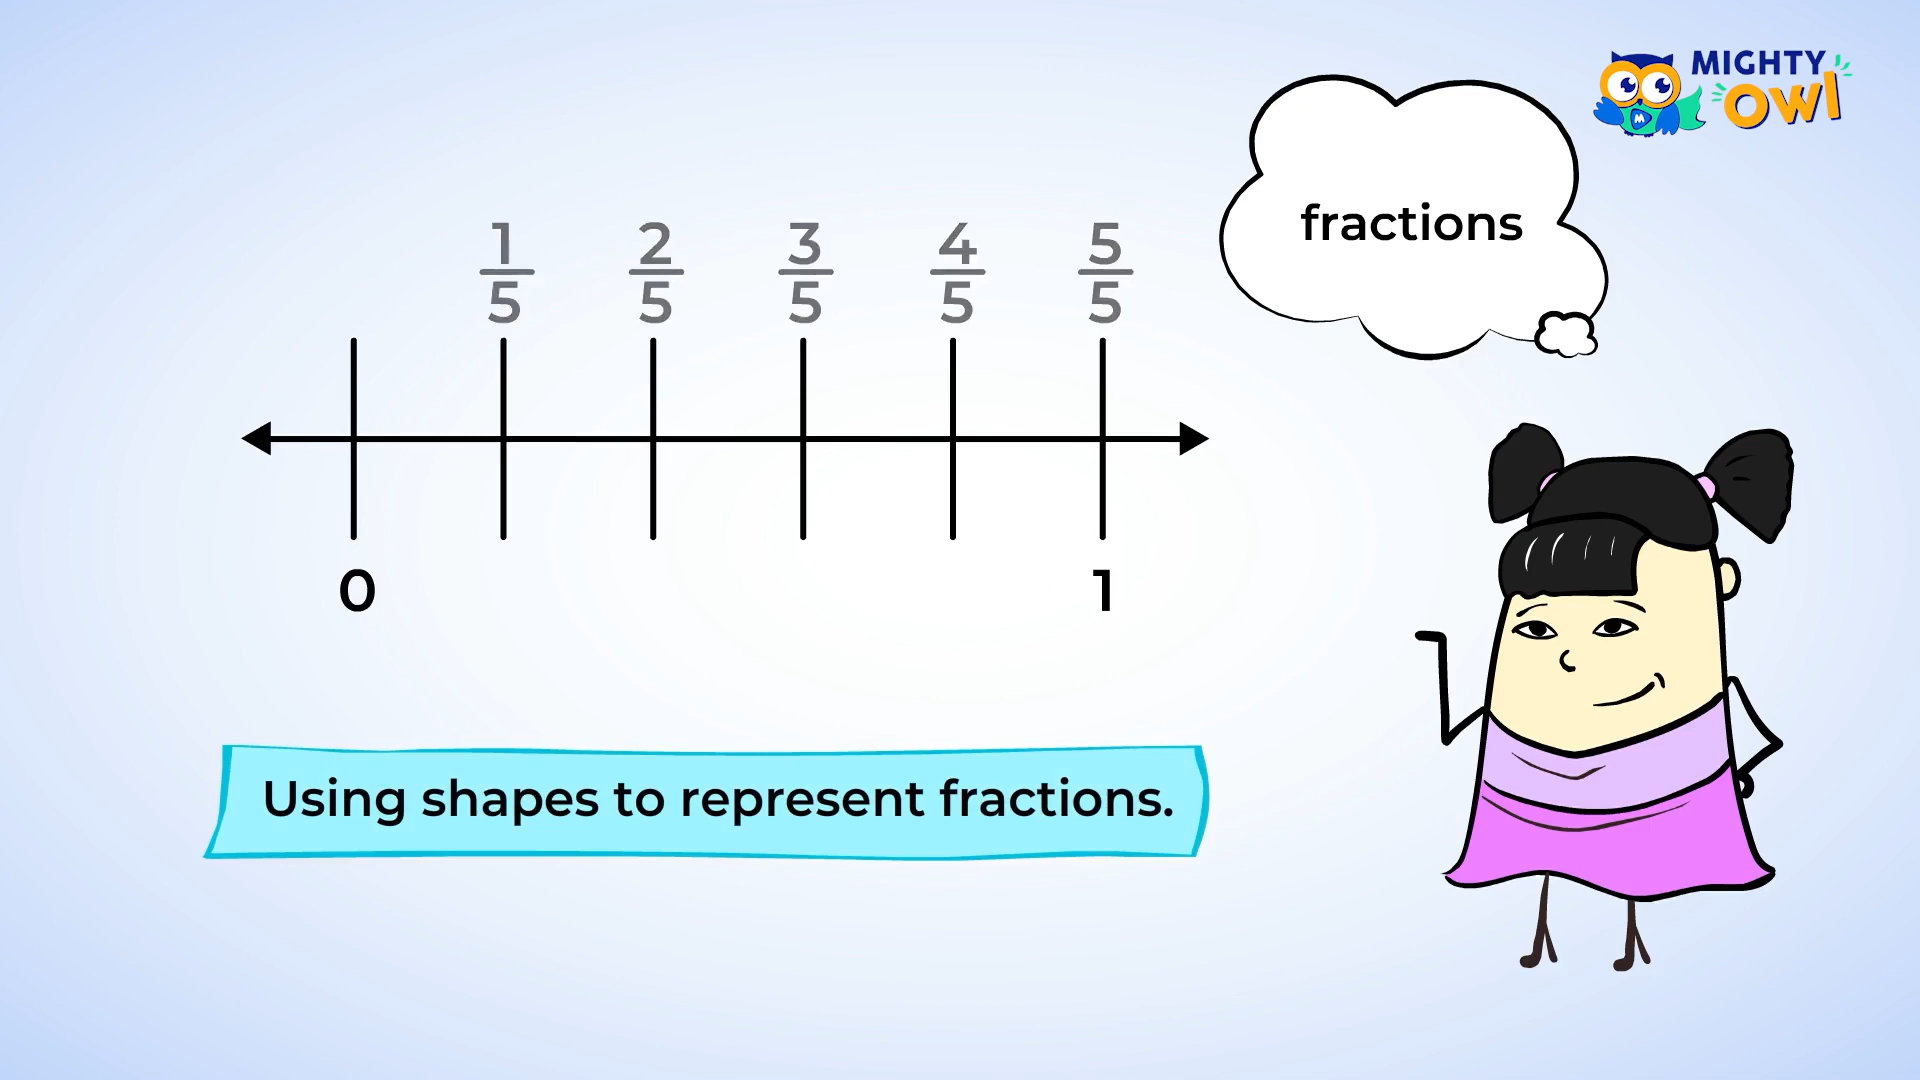 MIGHTY
OWl
fractions
1/5 2/5 3/5 4/5 5/5
0 1
Using shapes to represent fractions.